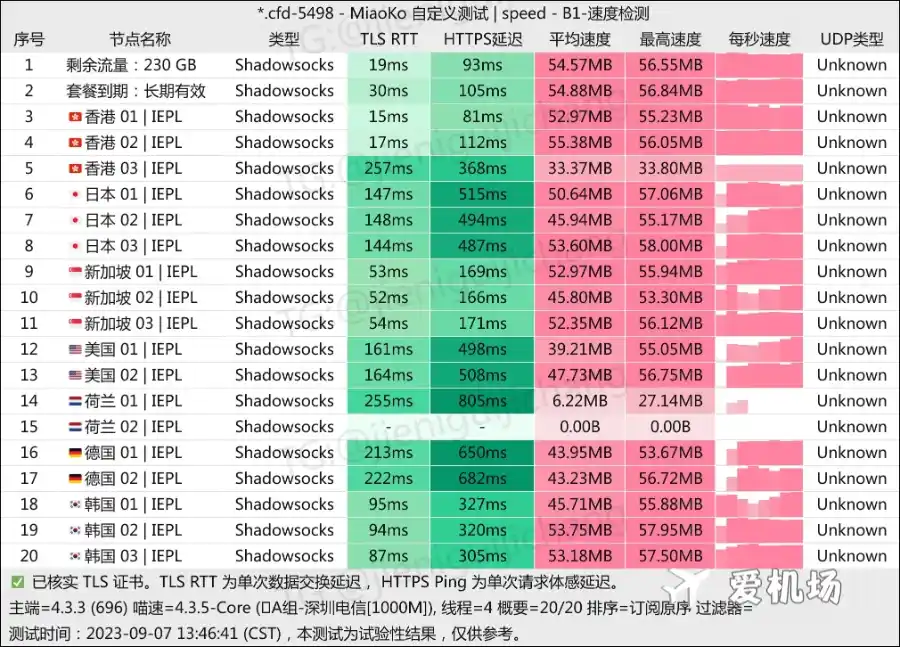 *.cfd-5498 - MiaoKo 自定义测试 | speed - B1-速度检测
序号 节点名称 类型 TLS RTT HTTPS延迟 平均速度 最高速度 每秒速度 UDP类型
1 剩余流量：230 GB Shadowsocks 19ms 93ms 54.57MB 56.55MB Unknown
2 套餐到期：长期有效 Shadowsocks 30ms 105ms 54.88MB 56.84MB Unknown
3 香港 01 | IEPL Shadowsocks 15ms 81ms 52.97MB 55.23MB Unknown
4 香港 02 | IEPL Shadowsocks 17ms 112ms 55.38MB 56.05MB Unknown
5 香港 03 | IEPL Shadowsocks 257ms 368ms 33.37MB 33.80MB Unknown
6 日本 01 | IEPL Shadowsocks 147ms 515ms 50.64MB 57.06MB Unknown
7 日本 02 | IEPL Shadowsocks 148ms 494ms 45.94MB 55.17MB Unknown
8 日本 03 | IEPL Shadowsocks 144ms 487ms 53.60MB 58.00MB Unknown
9 新加坡 01 | IEPL Shadowsocks 53ms 169ms 52.97MB 55.94MB Unknown
10 新加坡 02 | IEPL Shadowsocks 52ms 166ms 45.80MB 53.30MB Unknown
11 新加坡 03 | IEPL Shadowsocks 54ms 171ms 52.35MB 56.12MB Unknown
12 美国 01 | IEPL Shadowsocks 161ms 498ms 39.21MB 55.05MB Unknown
13 美国 02 | IEPL Shadowsocks 164ms 508ms 47.73MB 56.75MB Unknown
14 荷兰 01 | IEPL Shadowsocks 255ms 805ms 6.22MB 27.14MB Unknown
15 荷兰 02 | IEPL Shadowsocks - - 0.00B 0.00B Unknown
16 德国 01 | IEPL Shadowsocks 213ms 650ms 43.95MB 53.67MB Unknown
17 德国 02 | IEPL Shadowsocks 222ms 682ms 43.23MB 56.72MB Unknown
18 韩国 01 | IEPL Shadowsocks 95ms 327ms 45.71MB 55.88MB Unknown
19 韩国 02 | IEPL Shadowsocks 94ms 320ms 53.75MB 57.95MB Unknown
20 韩国 03 | IEPL Shadowsocks 87ms 305ms 53.18MB 57.50MB Unknown
✅ 已核实 TLS 证书。TLS RTT 为单次数据交换延迟，HTTPS Ping 为单次请求体感延迟。
主端=4.3.3 (696) 喵速=4.3.5-Core (A组-深圳电信[1000M]), 线程=4 概要=20/20 排序=订阅原序 过滤器=
测试时间：2023-09-07 13:46:41 (CST)，本测试为试验性结果，仅供参考。
爱机场